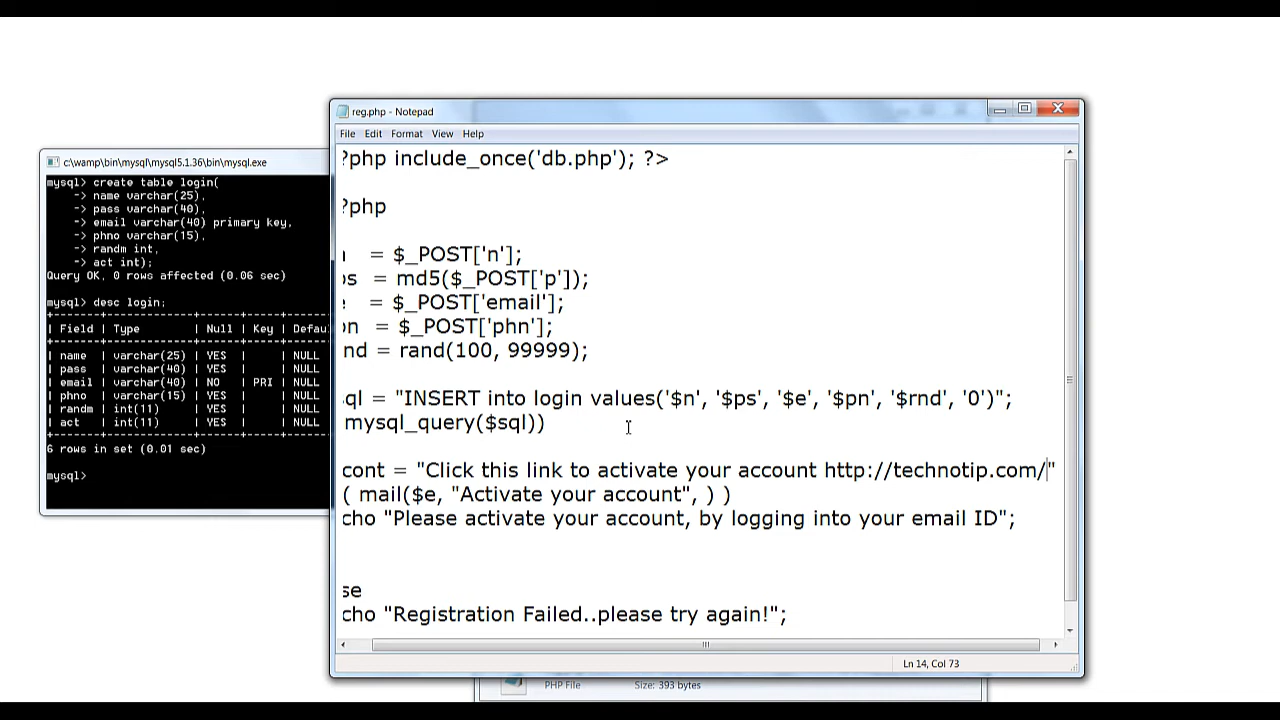 reg.php - Notepad
File Edit Format View Help
?php include_once('db.php'); ?>
?php
= $_POST['n'];
os = md5($_POST['p']);
e = $_POST['email'];
on = $_POST['phn'];
nd = rand(100, 99999);
ql = "INSERT into login values('$n', '$ps', '$e', '$pn', '$rnd', '0')";
mysql_query($sql))
cont = "Click this link to activate your account http://technotip.com/"
( mail($e, "Activate your account", ) )
cho "Please activate your account, by logging into your email ID";
se
cho "Registration Failed..please try again!";
Ln 14, Col 73
c:\wamp\bin\mysql\mysql5.1.36\bin\mysql.exe
mysql> create table login(
-> name varchar(25),
-> pass varchar(40),
-> email varchar(40) primary key,
-> phno varchar(15),
-> randm int,
-> act int);
Query OK, 0 rows affected (0.06 sec)
mysql> desc login;
| Field | Type | Null | Key | Defau
| name | varchar(25) | YES | | NULL
| pass | varchar(40) | YES | | NULL
| email | varchar(40) | NO | PRI | NULL
| phno | varchar(15) | YES | | NULL
| randm | int(11) | YES | | NULL
| act | int(11) | YES | | NULL
6 rows in set (0.01 sec)
mysql>
PHP File Size: 393 bytes